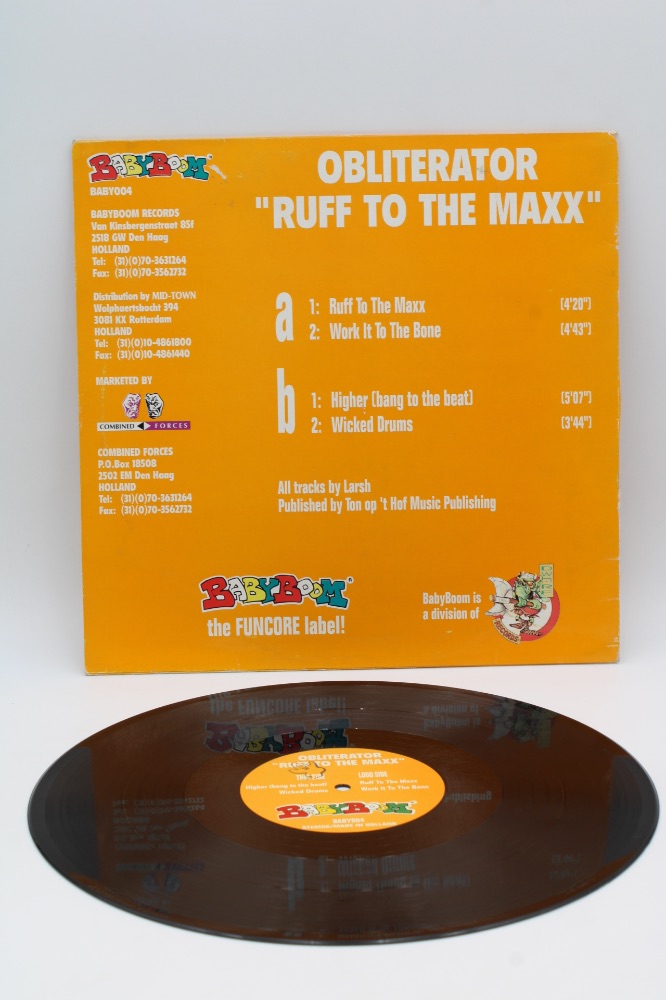 BABYBOOM
BABY004
BABYBOOM RECORDS
Van Kinsbergenstraat 85f
2518 GW Den Haag
HOLLAND
Tel: (31)(0)70-3631264
Fax: (31)(0)70-3562732
Distribution by MID-TOWN
Wolphaertsbocht 394
3081 KX Rotterdam
HOLLAND
Tel: (31)(0)10-4861800
Fax: (31)(0)10-4861440
MARKETED BY
COMBINED FORCES
COMBINED FORCES
P.O.Box 18508
2502 EM Den Haag
HOLLAND
Tel: (31)(0)70-3631264
Fax: (31)(0)70-3562732
OBLITERATOR
"RUFF TO THE MAXX"
a
1: Ruff To The Maxx (4'20")
2: Work It To The Bone (4'43")
b
1: Higher (bang to the beat) (5'07")
2: Wicked Drums (3'44")
All tracks by Larsh
Published by Ton op 't Hof Music Publishing
BABYBOOM
the FUNCORE label!
BabyBoom is
a division of
OBLITERATOR
"RUFF TO THE MAXX"
THIS SIDE
Higher (bang to the beat)
Wicked Drums
LOUD SIDE
Ruff To The Maxx
Work It To The Bone
BABYBOOM
BABY004
MADE IN HOLLAND